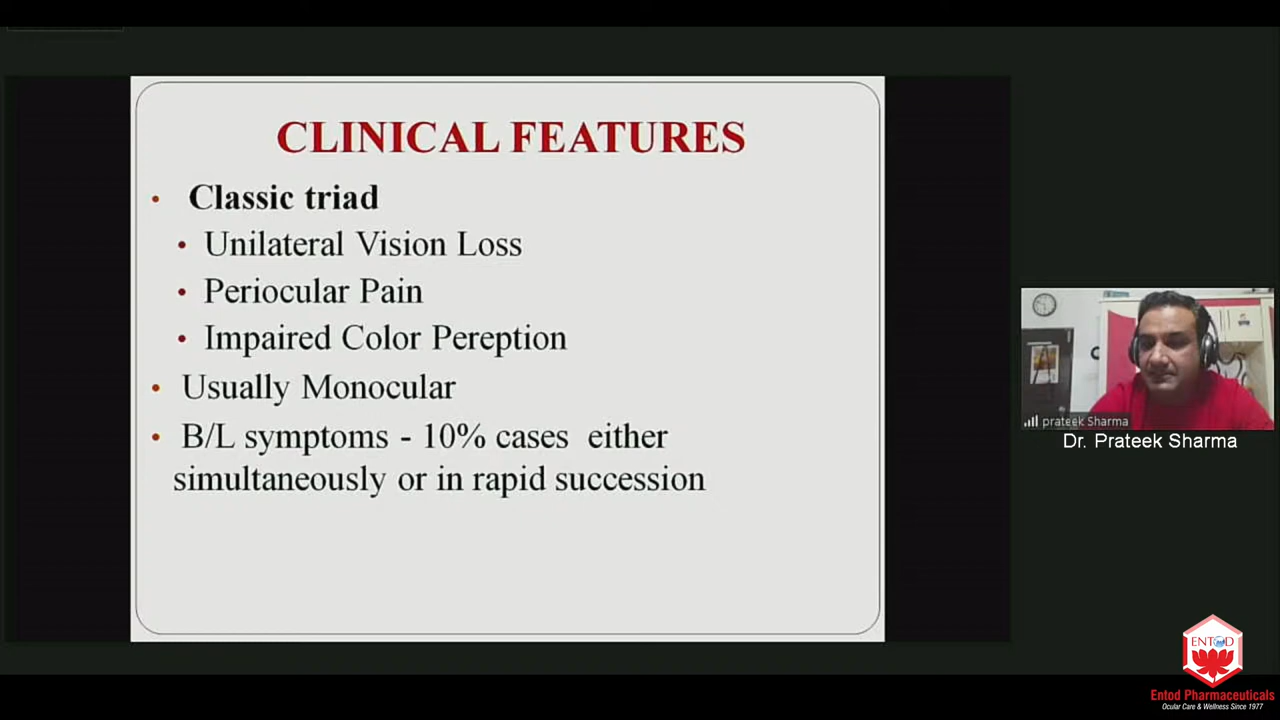 CLINICAL FEATURES
• Classic triad
• Unilateral Vision Loss
• Periocular Pain
• Impaired Color Pereption
• Usually Monocular
• B/L symptoms - 10% cases either
simultaneously or in rapid succession
prateek Sharma
Dr. Prateek Sharma
ENTOD
Entod Pharmaceuticals
Ocular Care & Wellness Since 1977